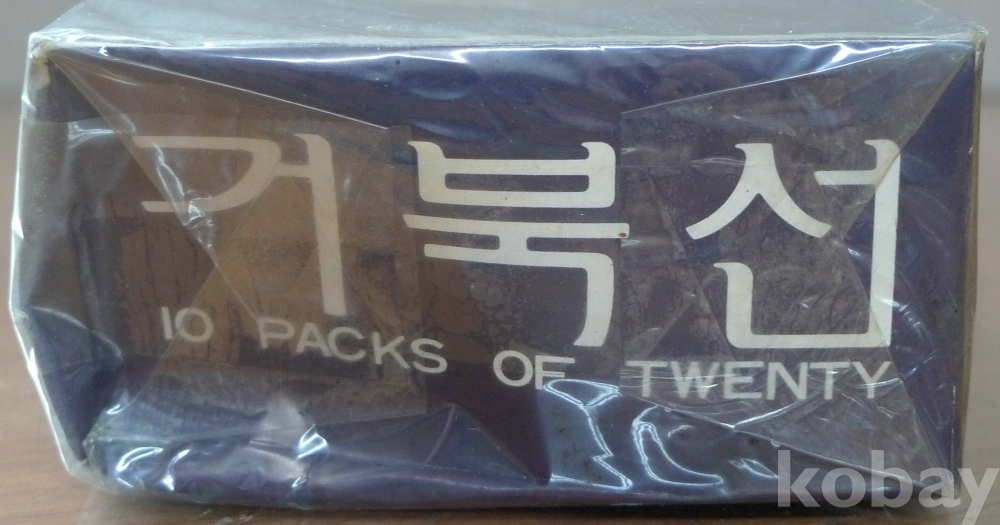 거북선
10 PACKS OF TWENTY
kobay